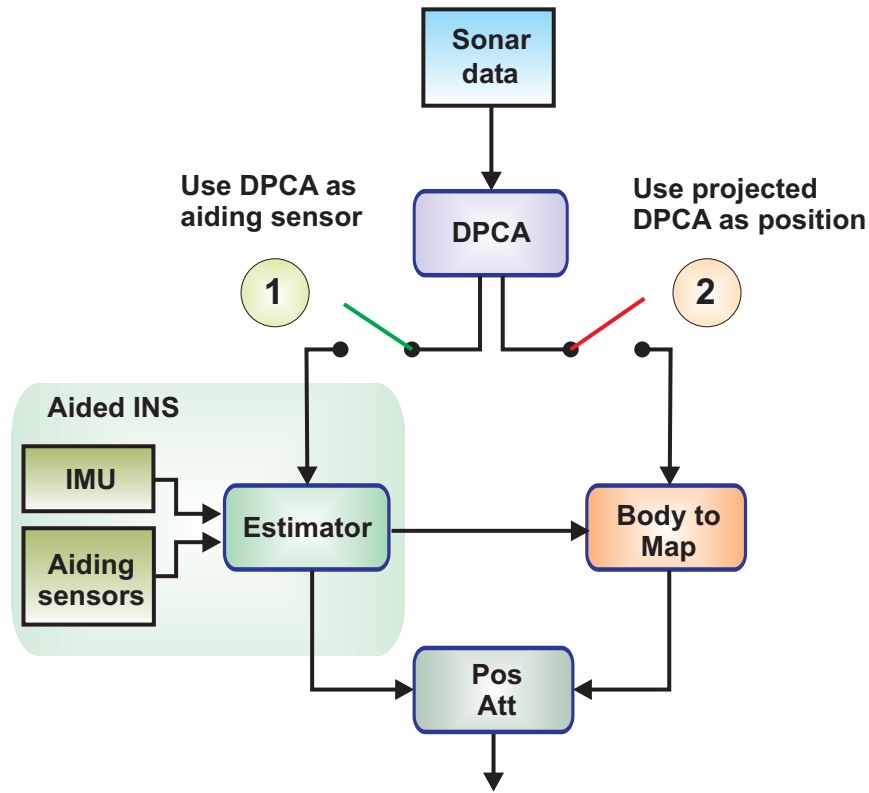 Sonar
data
Use DPCA as
aiding sensor
DPCA
Use projected
DPCA as position
1
2
Aided INS
IMU
Aiding
sensors
Estimator
Body to
Map
Pos
Att